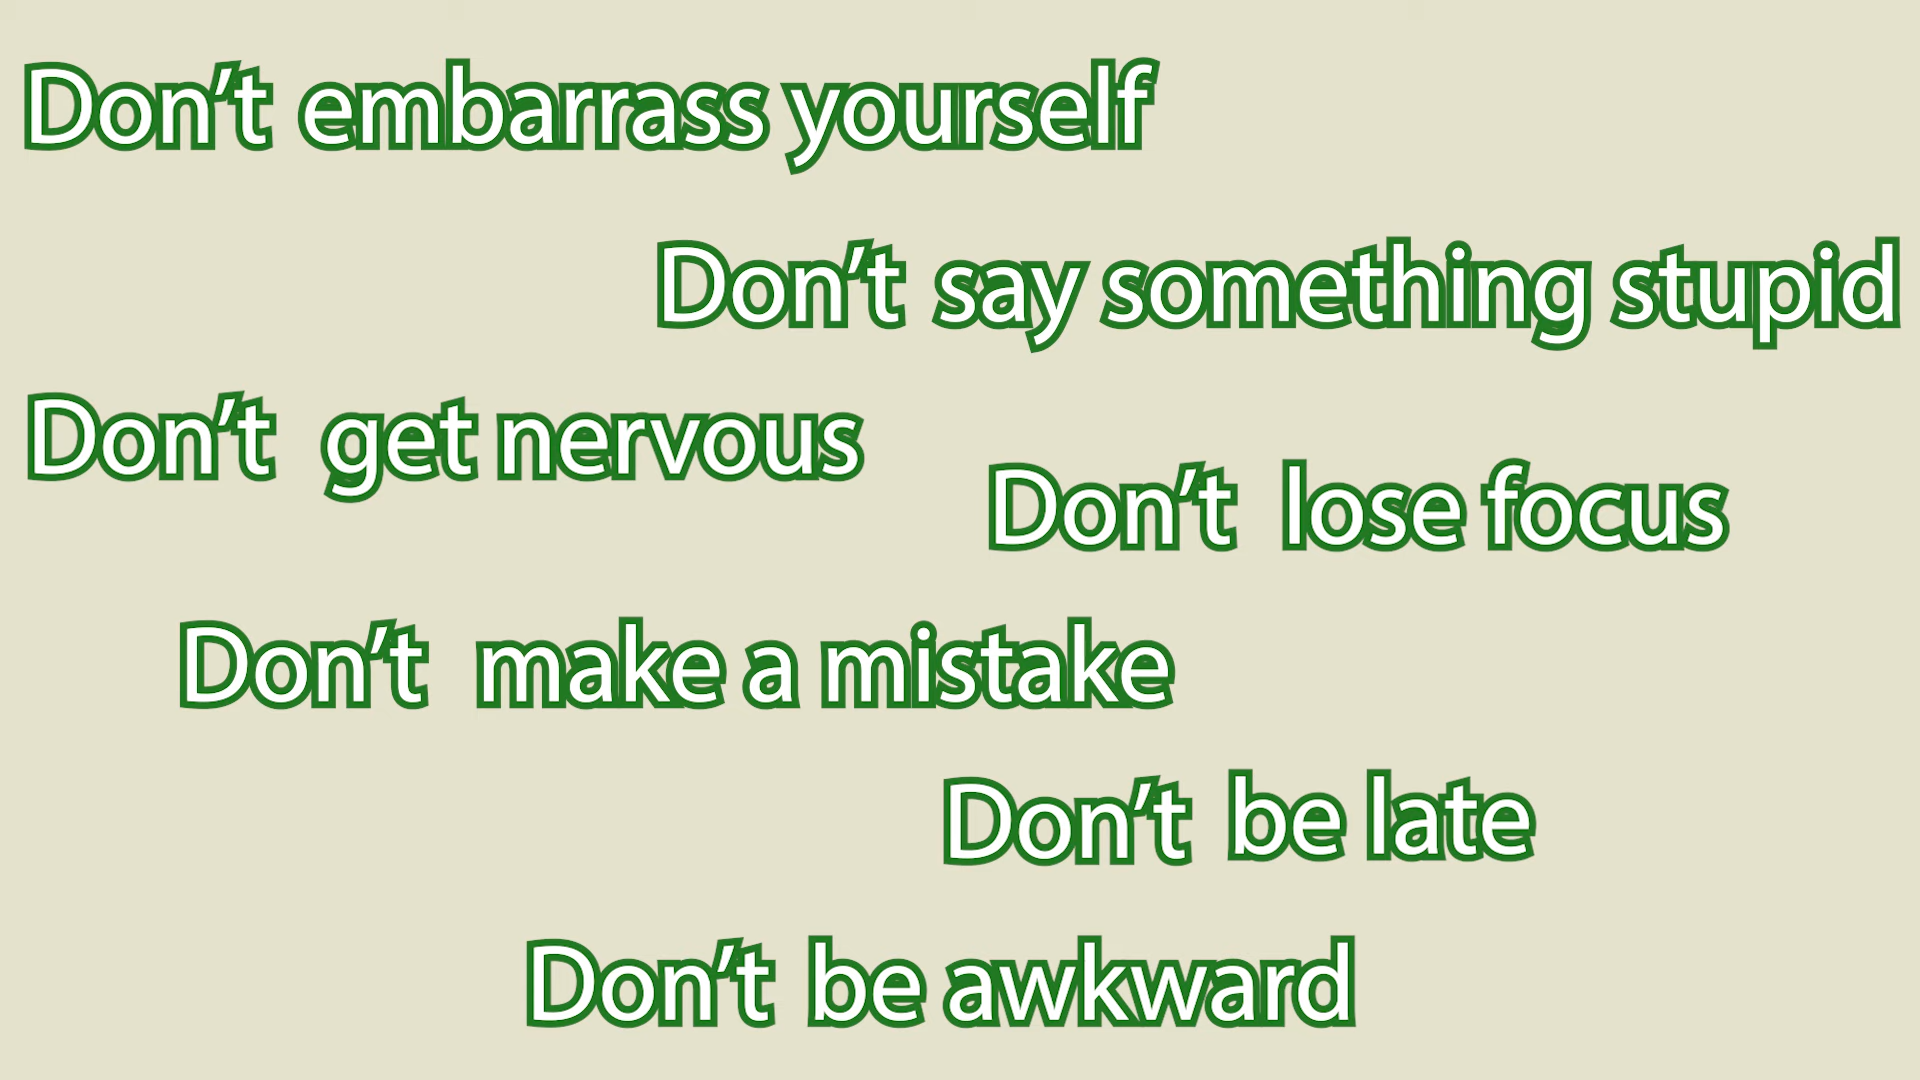 Don’t embarrass yourself
Don’t say something stupid
Don’t get nervous
Don’t lose focus
Don’t make a mistake
Don’t be late
Don’t be awkward